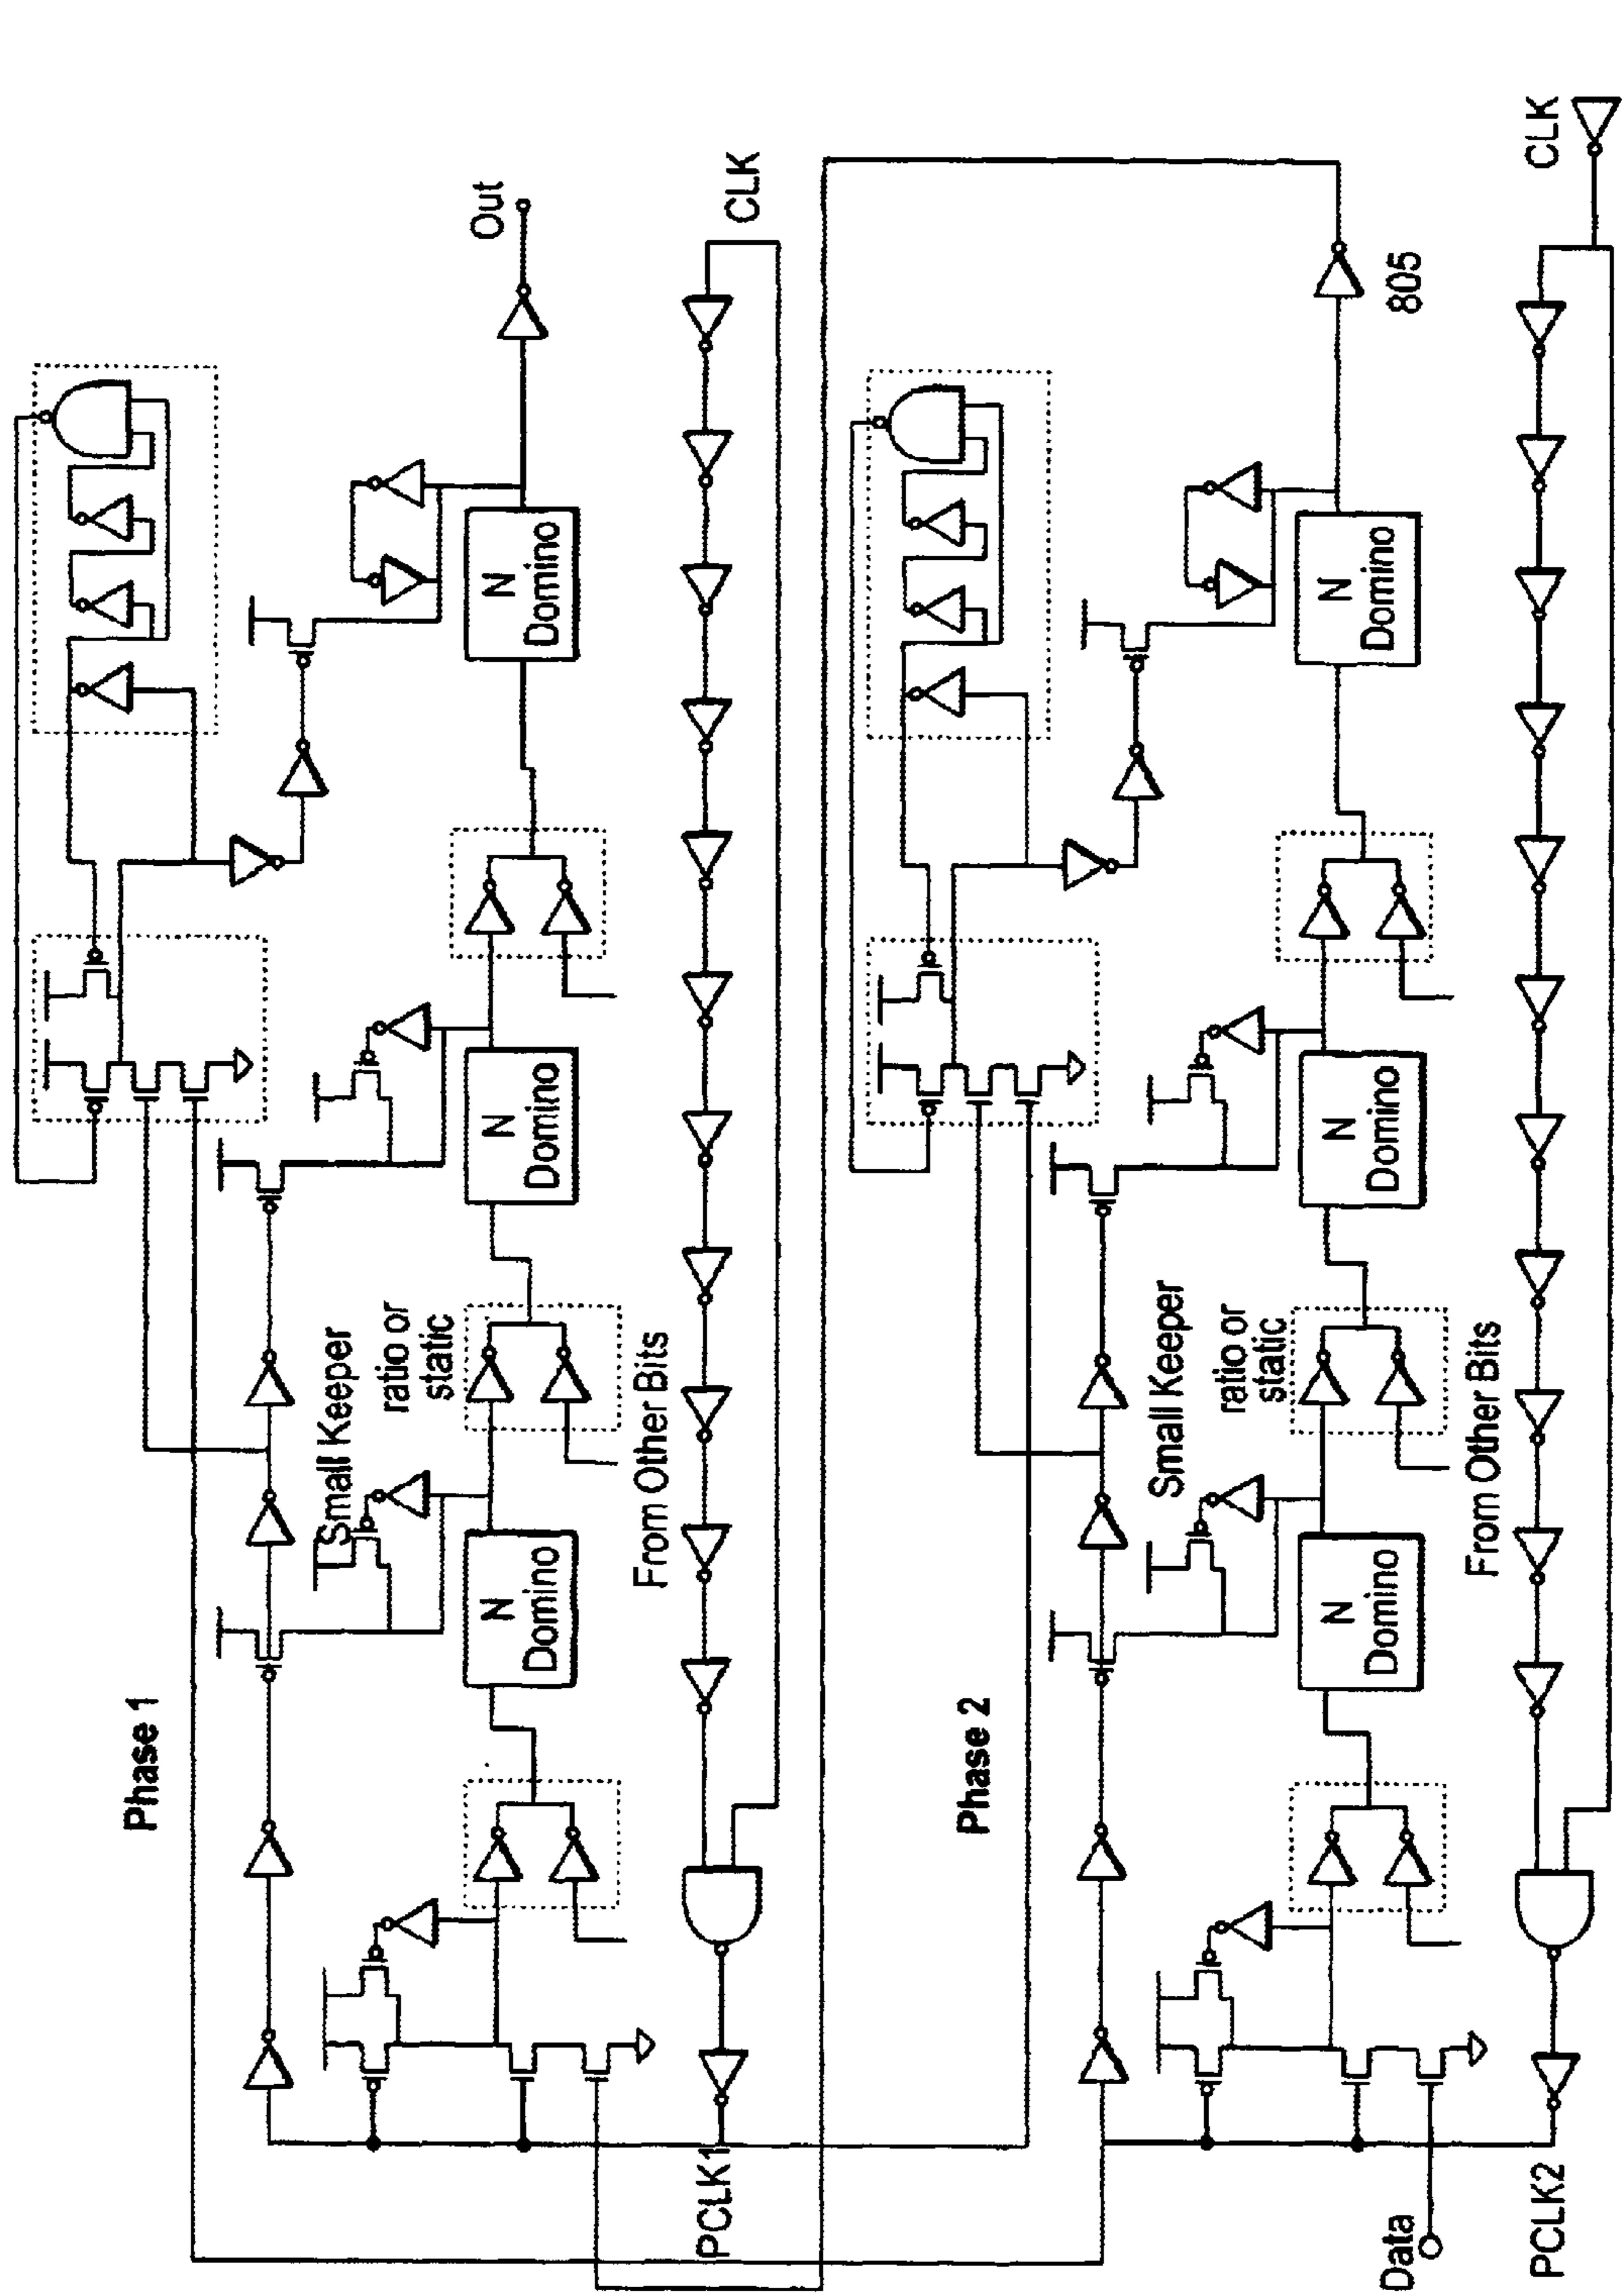 Phase 1
Out
Small Keeper
ratio or
static
N
Domino
N
Domino
N
Domino
From Other Bits
CLK
PCLK1
Phase 2
Small Keeper
ratio or
static
N
Domino
N
Domino
N
Domino
805
From Other Bits
CLK
Data
PCLK2